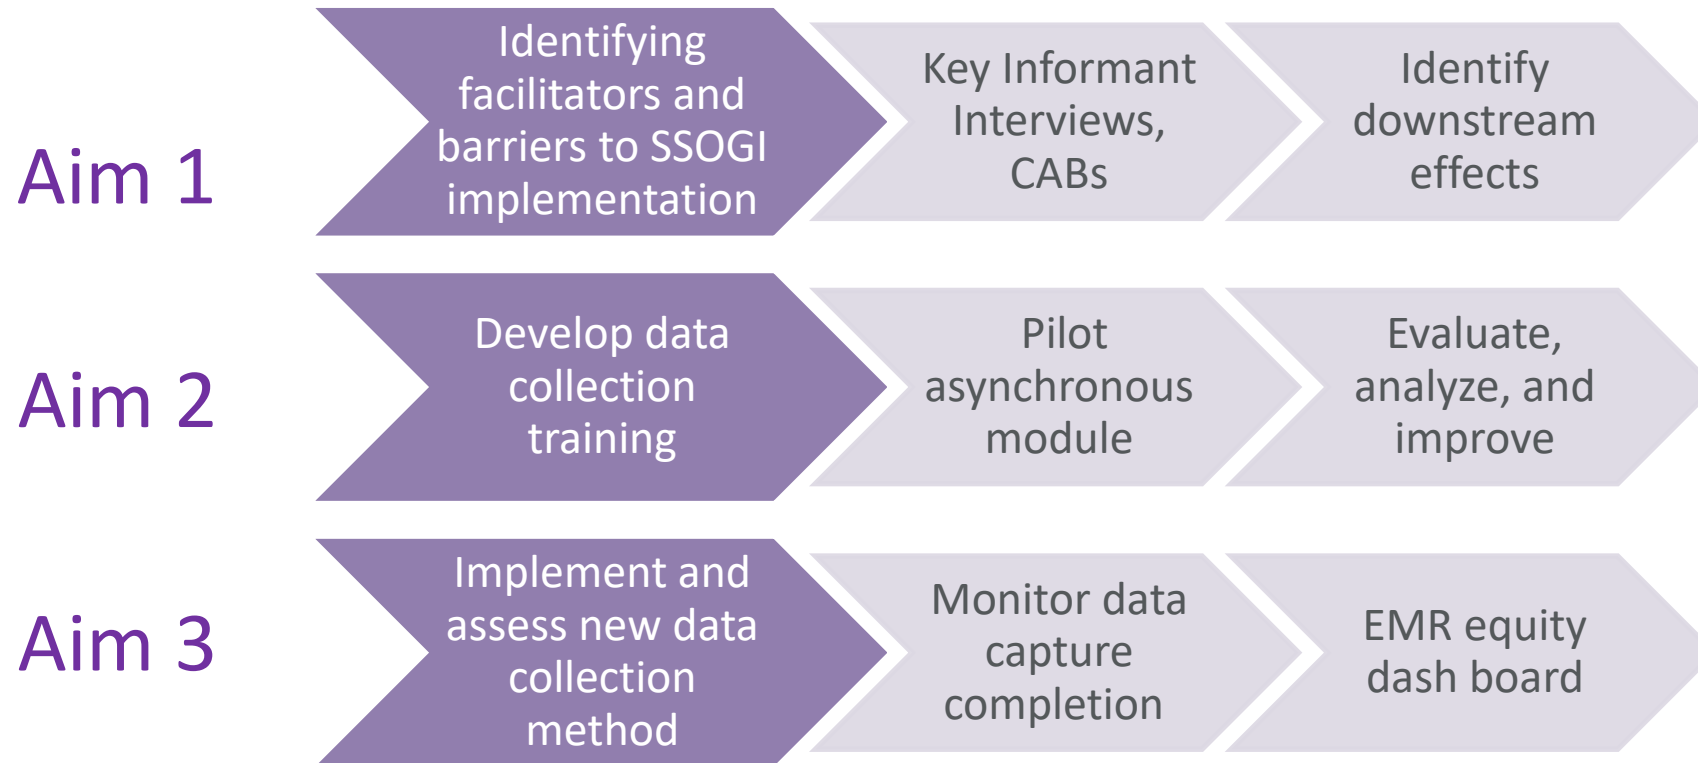 Aim 1
Identifying
facilitators and
barriers to SSOGI
implementation
Key Informant
Interviews,
CABs
Identify
downstream
effects
Aim 2
Develop data
collection
training
Pilot
asynchronous
module
Evaluate,
analyze, and
improve
Aim 3
Implement and
assess new data
collection
method
Monitor data
capture
completion
EMR equity
dash board